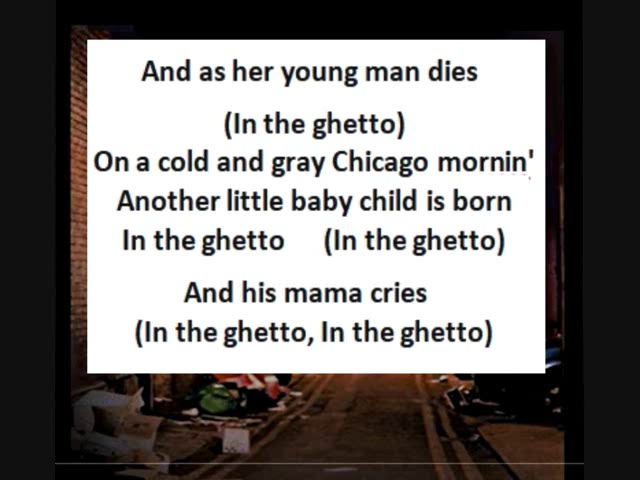 And as her young man dies
(In the ghetto)
On a cold and gray Chicago mornin'
Another little baby child is born
In the ghetto (In the ghetto)
And his mama cries
(In the ghetto, In the ghetto)